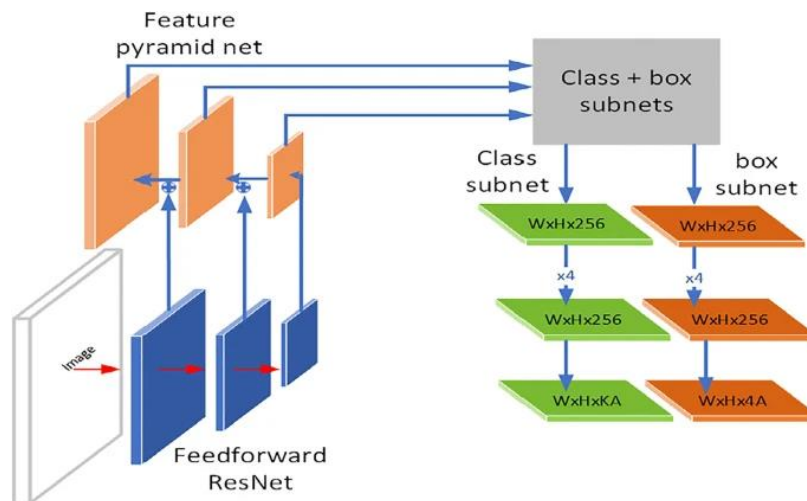 Feature
pyramid net
Class + box
subnets
Class
subnet
box
subnet
WxHx256
WxHx256
x4
x4
WxHx256
WxHx256
WxHxKA
WxHx4A
Image
Feedforward
ResNet